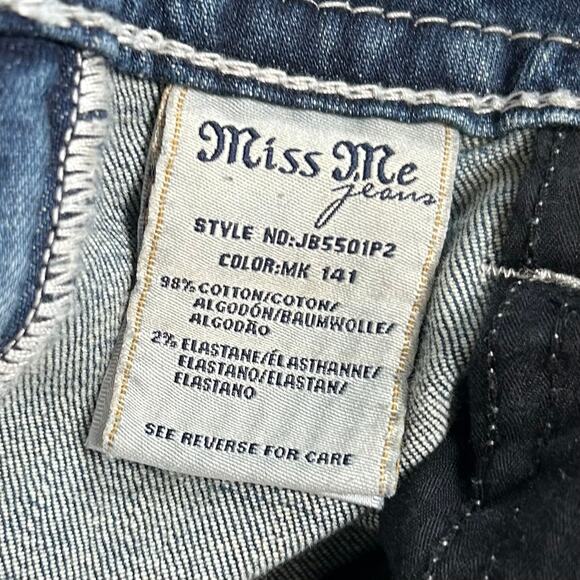 Miss Me
jeans
STYLE NO:JB5501P2
COLOR:MK 141
98% COTTON/COTON/
ALGODÓN/BAUMWOLLE/
ALGODÃO
2% ELASTANE/ÉLASTHANNE/
ELASTANO/ELASTAN/
ELASTANO
SEE REVERSE FOR CARE